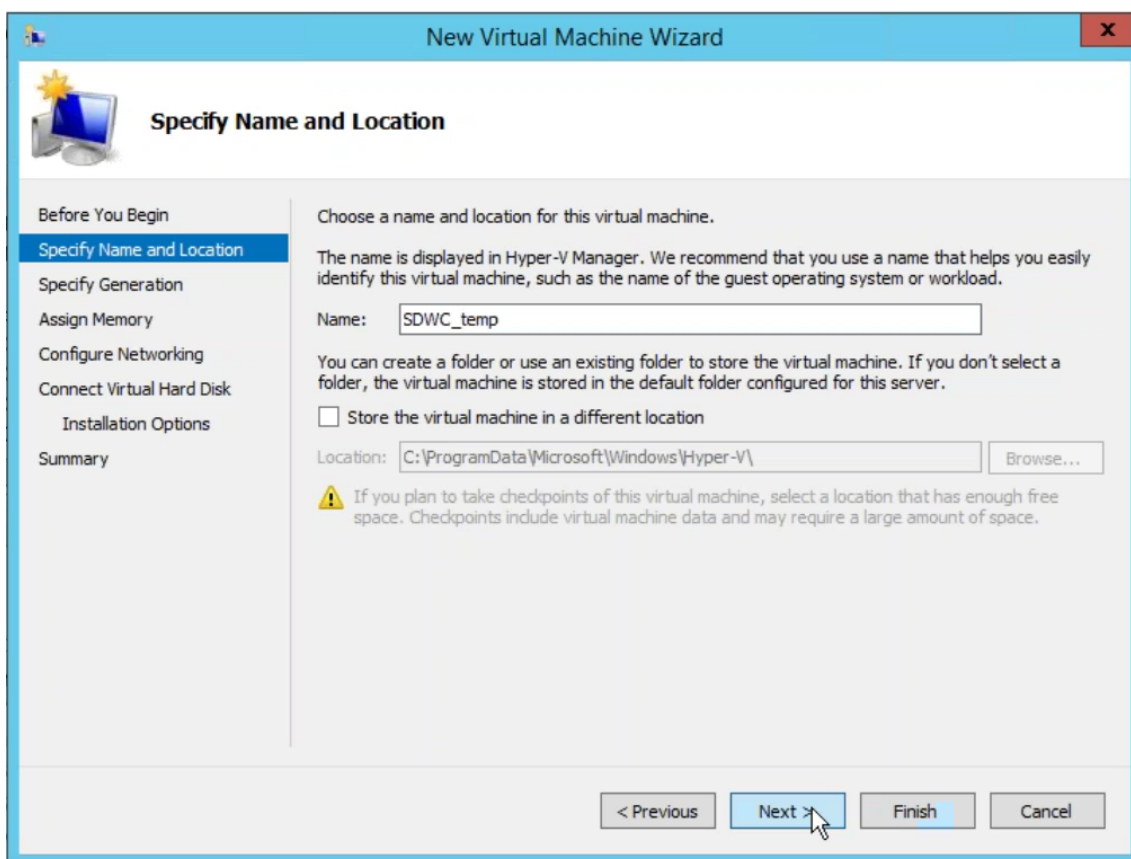 New Virtual Machine Wizard
x
Specify Name and Location
Before You Begin
Specify Name and Location
Specify Generation
Assign Memory
Configure Networking
Connect Virtual Hard Disk
Installation Options
Summary
Choose a name and location for this virtual machine.
The name is displayed in Hyper-V Manager. We recommend that you use a name that helps you easily
identify this virtual machine, such as the name of the guest operating system or workload.
Name: SDWC_temp
You can create a folder or use an existing folder to store the virtual machine. If you don't select a
folder, the virtual machine is stored in the default folder configured for this server.
Store the virtual machine in a different location
Location: C:\ProgramData\Microsoft\Windows\Hyper-V\ Browse...
If you plan to take checkpoints of this virtual machine, select a location that has enough free
space. Checkpoints include virtual machine data and may require a large amount of space.
< Previous Next > Finish Cancel